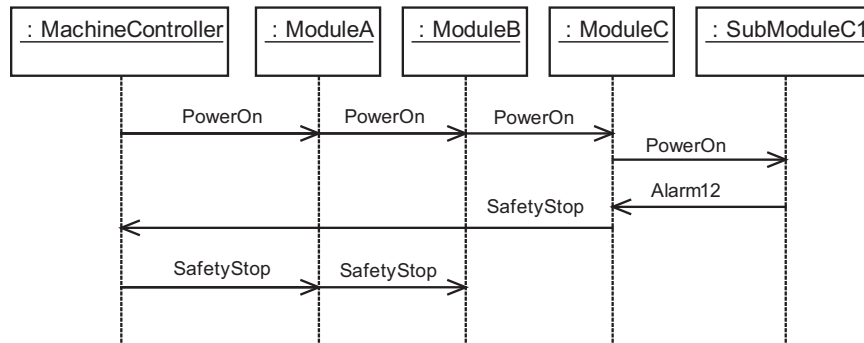 : MachineController
: ModuleA
: ModuleB
: ModuleC
: SubModuleC1
PowerOn
PowerOn
PowerOn
PowerOn
Alarm12
SafetyStop
SafetyStop
SafetyStop